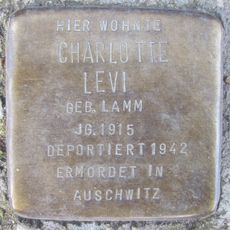 HIER WOHNTE
CHARLOTTE
LEVI
GEB. LAMM
JG. 1915
DEPORTIERT 1942
ERMORDET IN
AUSCHWITZ